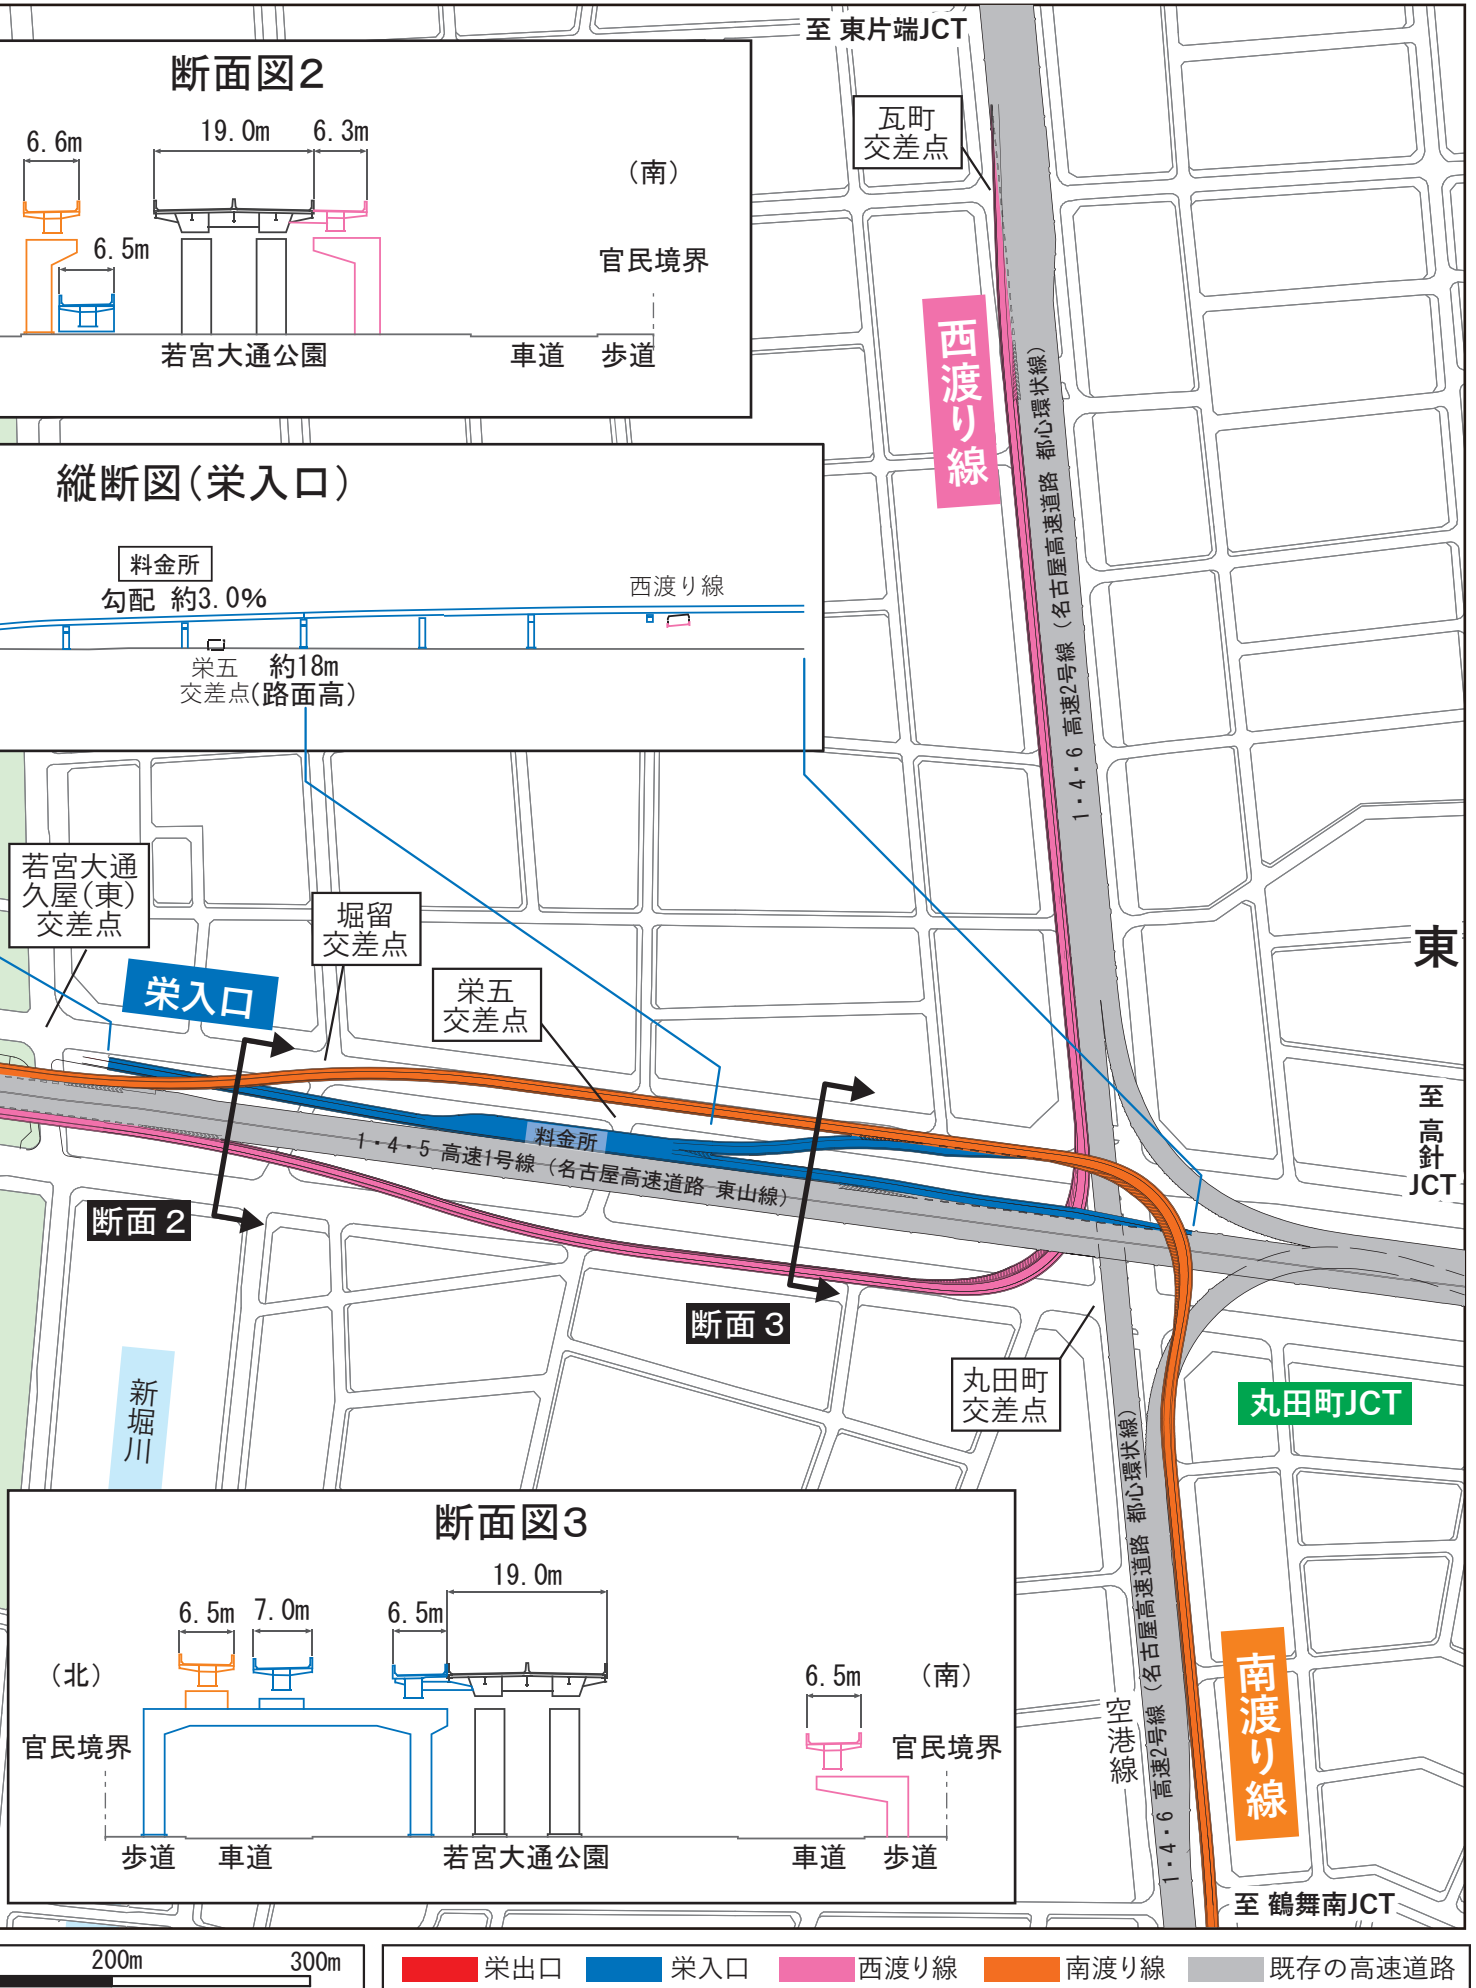 至 東片端JCT
断面図2
6.6m
19.0m
6.3m
(南)
6.5m
官民境界
若宮大通公園
車道
歩道
瓦町
交差点
西渡り線
1・4・6 高速2号線 (名古屋高速道路 都心環状線)
縦断図(栄入口)
料金所
勾配 約3.0%
西渡り線
栄五
交差点
約18m
(路面高)
若宮大通
久屋(東)
交差点
堀留
交差点
栄入口
栄五
交差点
東
至 高針JCT
料金所
1・4・5 高速1号線 (名古屋高速道路 東山線)
断面2
断面3
新堀川
丸田町
交差点
丸田町JCT
断面図3
19.0m
6.5m
7.0m
6.5m
(北)
6.5m
(南)
官民境界
官民境界
歩道
車道
若宮大通公園
車道
歩道
空港線
1・4・6 高速2号線 (名古屋高速道路 都心環状線)
南渡り線
至 鶴舞南JCT
200m
300m
栄出口
栄入口
西渡り線
南渡り線
既存の高速道路